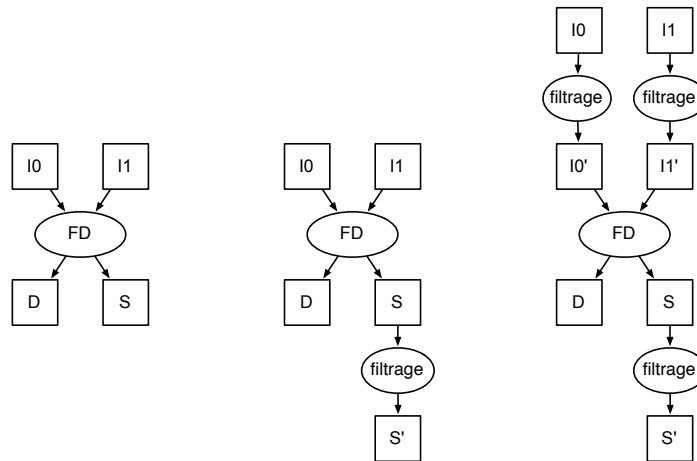 I0 I1
filtrage filtrage
I0 I1 I0 I1 I0' I1'
FD FD FD
D S D S D S
filtrage filtrage
S' S'